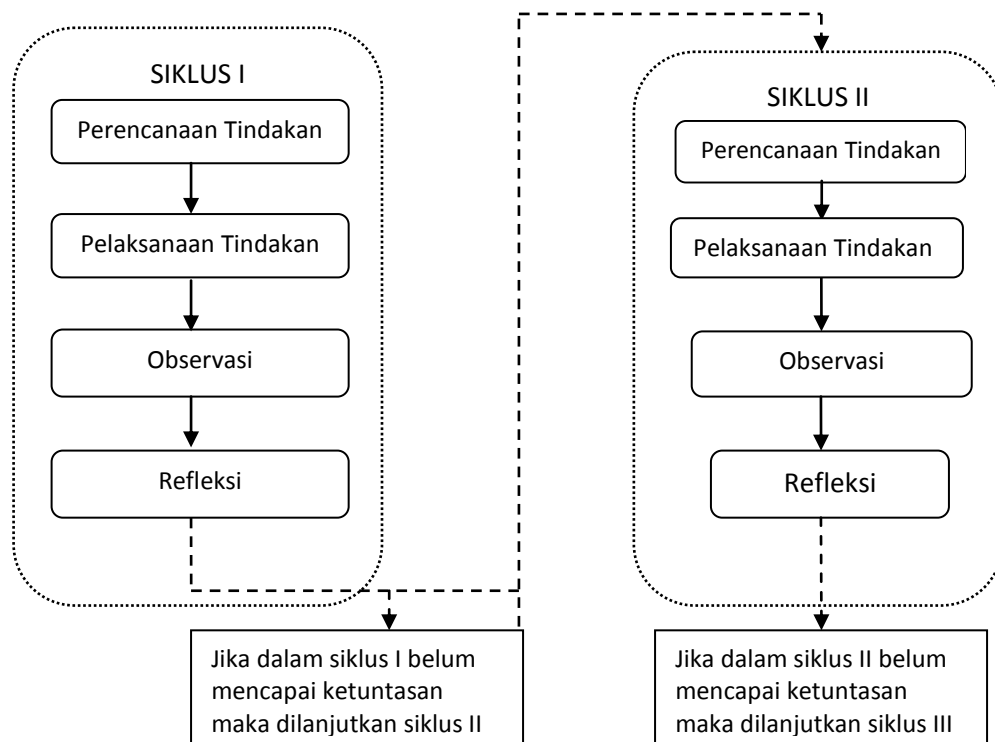 SIKLUS I
Perencanaan Tindakan
Pelaksanaan Tindakan
Observasi
Refleksi
Jika dalam siklus I belum
mencapai ketuntasan
maka dilanjutkan siklus II
SIKLUS II
Perencanaan Tindakan
Pelaksanaan Tindakan
Observasi
Refleksi
Jika dalam siklus II belum
mencapai ketuntasan
maka dilanjutkan siklus III